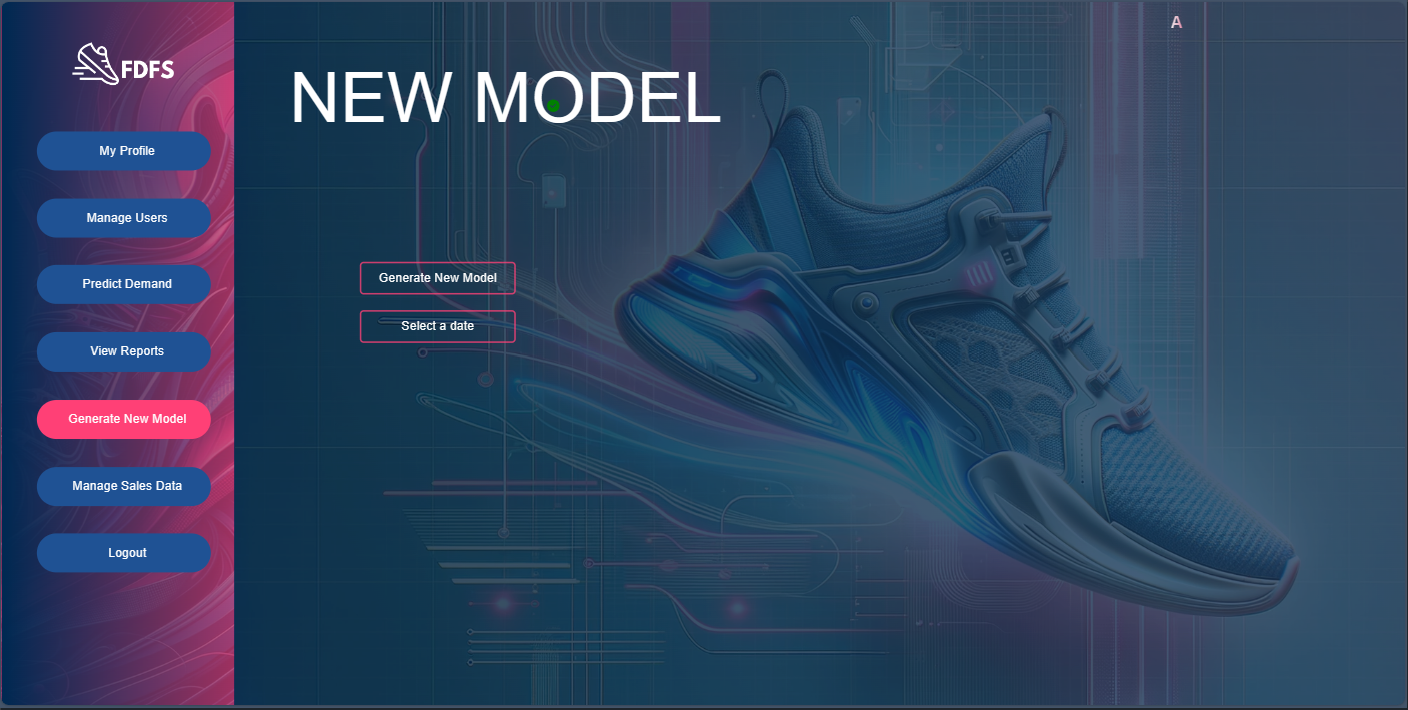 FDFS
My Profile
Manage Users
Predict Demand
View Reports
Generate New Model
Manage Sales Data
Logout
A
NEW MODEL
Generate New Model
Select a date